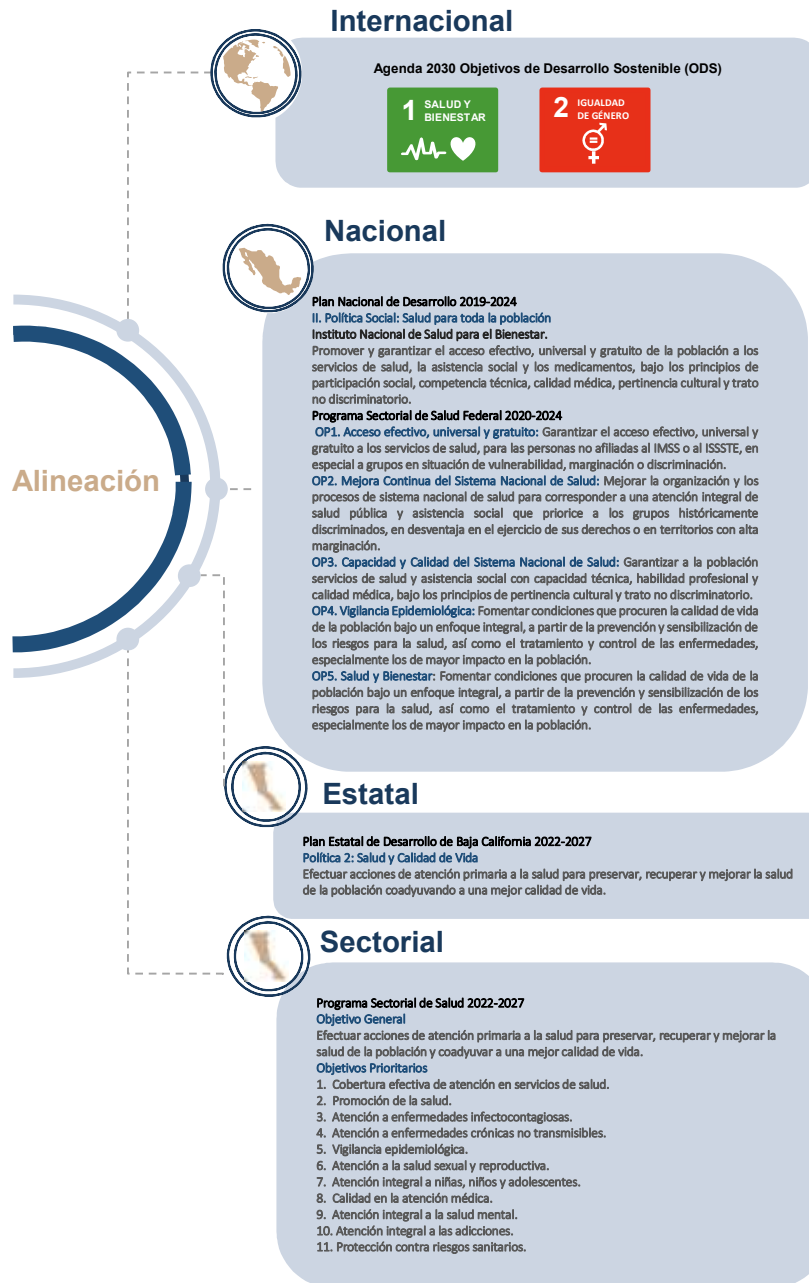 Internacional
Agenda 2030 Objetivos de Desarrollo Sostenible (ODS)
1 SALUD Y
BIENESTAR
2 IGUALDAD
DE GÉNERO
Nacional
Plan Nacional de Desarrollo 2019-2024
II. Política Social: Salud para toda la población
Instituto Nacional de Salud para el Bienestar.
Promover y garantizar el acceso efectivo, universal y gratuito de la población a los
servicios de salud, la asistencia social y los medicamentos, bajo los principios de
participación social, competencia técnica, calidad médica, pertinencia cultural y trato
no discriminatorio.
Programa Sectorial de Salud Federal 2020-2024
OP1. Acceso efectivo, universal y gratuito: Garantizar el acceso efectivo, universal y
gratuito a los servicios de salud, para las personas no afiliadas al IMSS o al ISSSTE, en
especial a grupos en situación de vulnerabilidad, marginación o discriminación.
OP2. Mejora Continua del Sistema Nacional de Salud: Mejorar la organización y los
procesos de sistema nacional de salud para corresponder a una atención integral de
salud pública y asistencia social que priorice a los grupos históricamente
discriminados, en desventaja en el ejercicio de sus derechos o en territorios con alta
marginación.
OP3. Capacidad y Calidad del Sistema Nacional de Salud: Garantizar a la población
servicios de salud y asistencia social con capacidad técnica, habilidad profesional y
calidad médica, bajo los principios de pertinencia cultural y trato no discriminatorio.
OP4. Vigilancia Epidemiológica: Fomentar condiciones que procuren la calidad de vida
de la población bajo un enfoque integral, a partir de la prevención y sensibilización de
los riesgos para la salud, así como el tratamiento y control de las enfermedades,
especialmente los de mayor impacto en la población.
OP5. Salud y Bienestar: Fomentar condiciones que procuren la calidad de vida de la
población bajo un enfoque integral, a partir de la prevención y sensibilización de los
riesgos para la salud, así como el tratamiento y control de las enfermedades,
especialmente los de mayor impacto en la población.
Alineación
Estatal
Plan Estatal de Desarrollo de Baja California 2022-2027
Política 2: Salud y Calidad de Vida
Efectuar acciones de atención primaria a la salud para preservar, recuperar y mejorar la salud
de la población coadyuvando a una mejor calidad de vida.
Sectorial
Programa Sectorial de Salud 2022-2027
Objetivo General
Efectuar acciones de atención primaria a la salud para preservar, recuperar y mejorar la
salud de la población y coadyuvar a una mejor calidad de vida.
Objetivos Prioritarios
1. Cobertura efectiva de atención en servicios de salud.
2. Promoción de la salud.
3. Atención a enfermedades infectocontagiosas.
4. Atención a enfermedades crónicas no transmisibles.
5. Vigilancia epidemiológica.
6. Atención a la salud sexual y reproductiva.
7. Atención integral a niñas, niños y adolescentes.
8. Calidad en la atención médica.
9. Atención integral a la salud mental.
10. Atención integral a las adicciones.
11. Protección contra riesgos sanitarios.